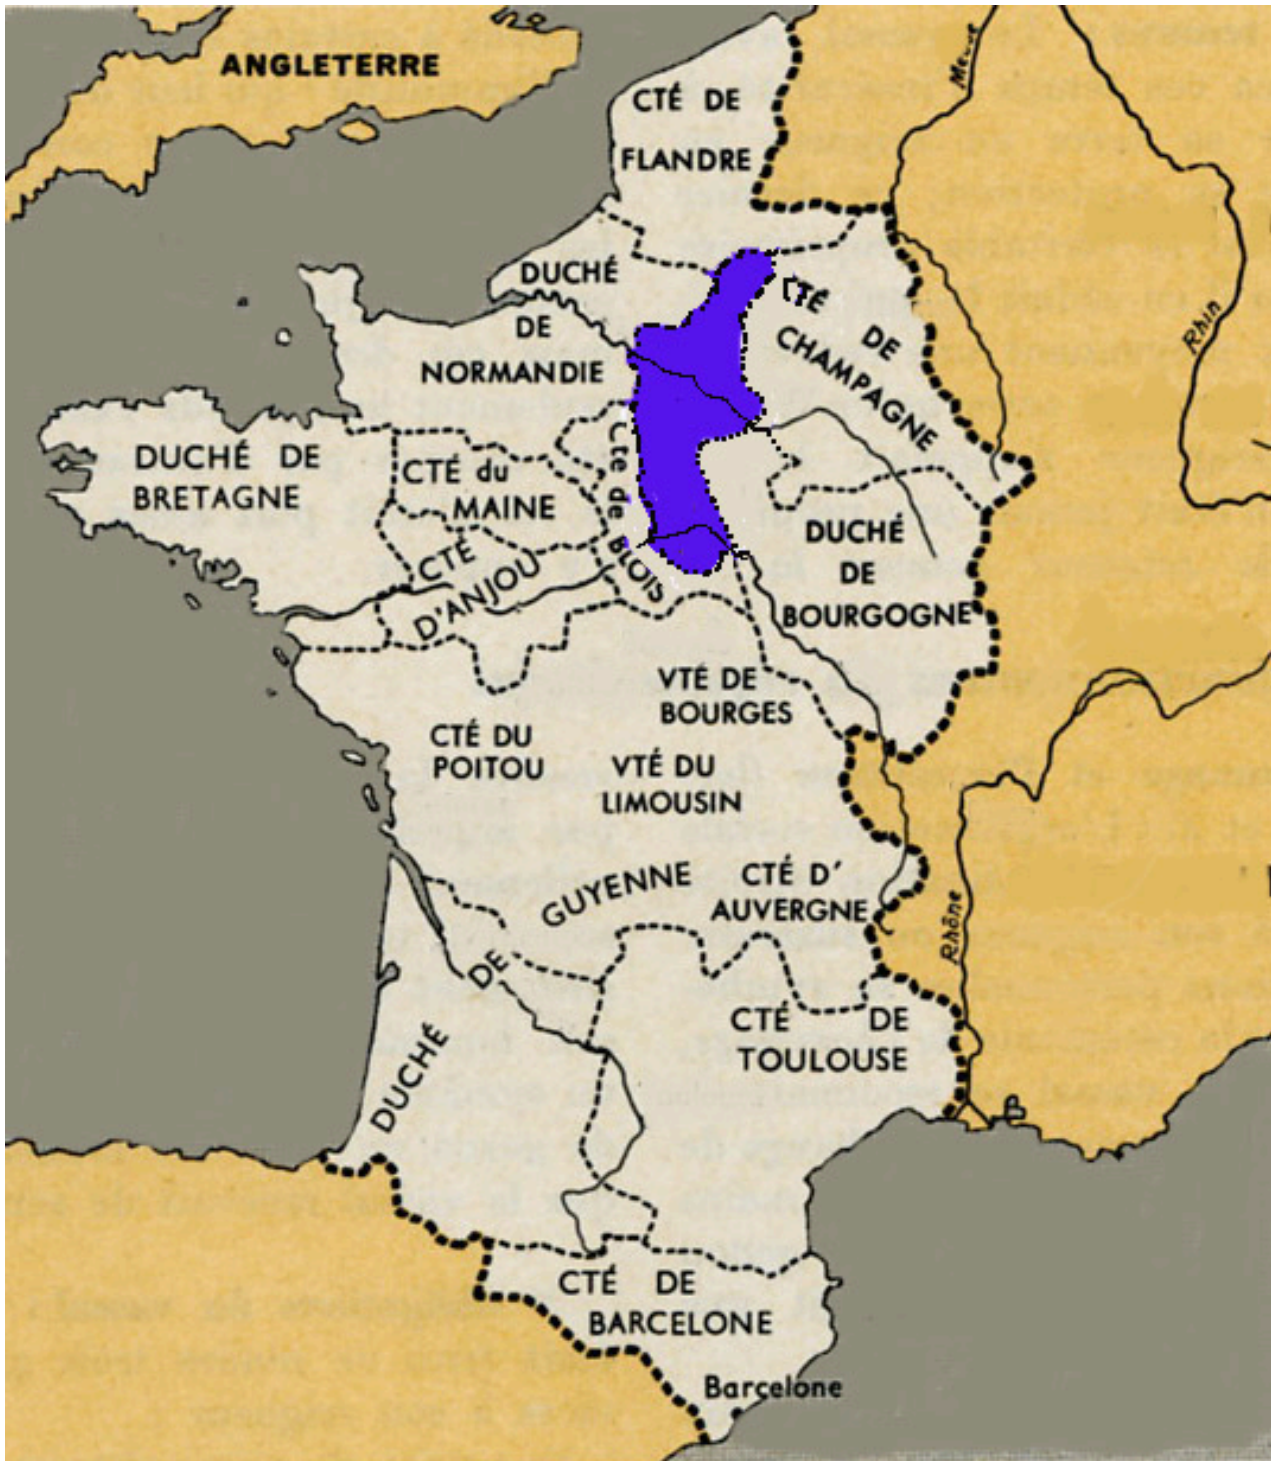 ANGLETERRE
CTÉ DE
FLANDRE
Meuse
Rhin
DUCHÉ
DE
NORMANDIE
CTÉ
DE
CHAMPAGNE
DUCHÉ DE
BRETAGNE
CTÉ du
MAINE
Cte de
BLOIS
CTÉ
D'ANJOU
DUCHÉ
DE
BOURGOGNE
VTÉ DE
BOURGES
CTÉ DU
POITOU
VTÉ DU
LIMOUSIN
CTÉ D'
AUVERGNE
DUCHÉ
DE
GUYENNE
Rhône
CTÉ DE
TOULOUSE
CTÉ DE
BARCELONE
Barcelone